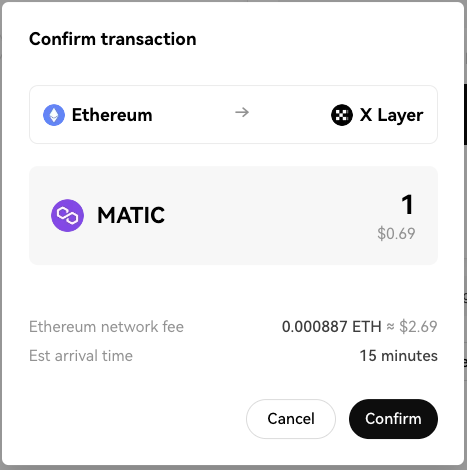 Confirm transaction
Ethereum → X Layer
MATIC 1
$0.69
Ethereum network fee 0.000887 ETH ≈ $2.69
Est arrival time 15 minutes
Cancel Confirm